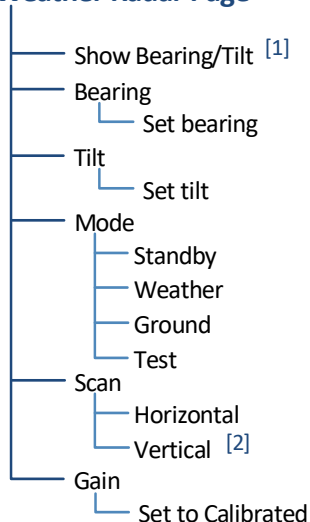 Weather Radar Page
Show Bearing/Tilt [1]
Bearing
Set bearing
Tilt
Set tilt
Mode
Standby
Weather
Ground
Test
Scan
Horizontal
Vertical [2]
Gain
Set to Calibrated